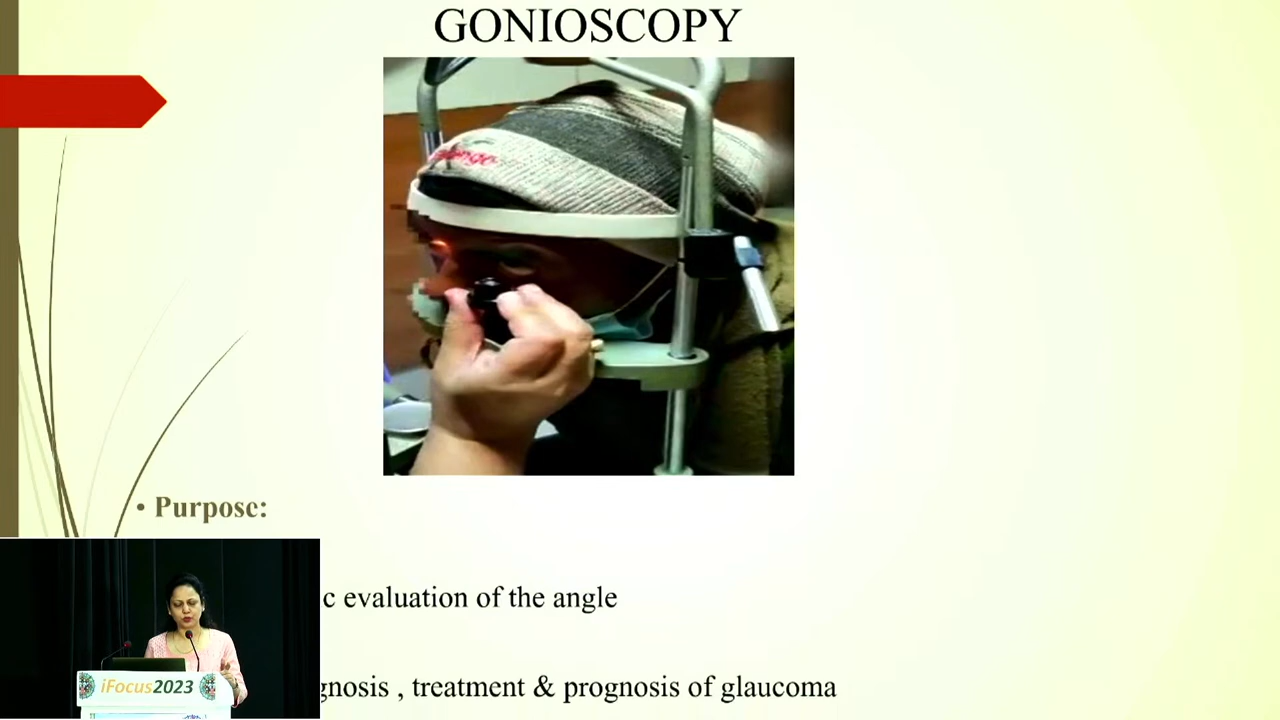 GONIOSCOPY
• Purpose:
c evaluation of the angle
gnosis , treatment & prognosis of glaucoma
iFocus2023